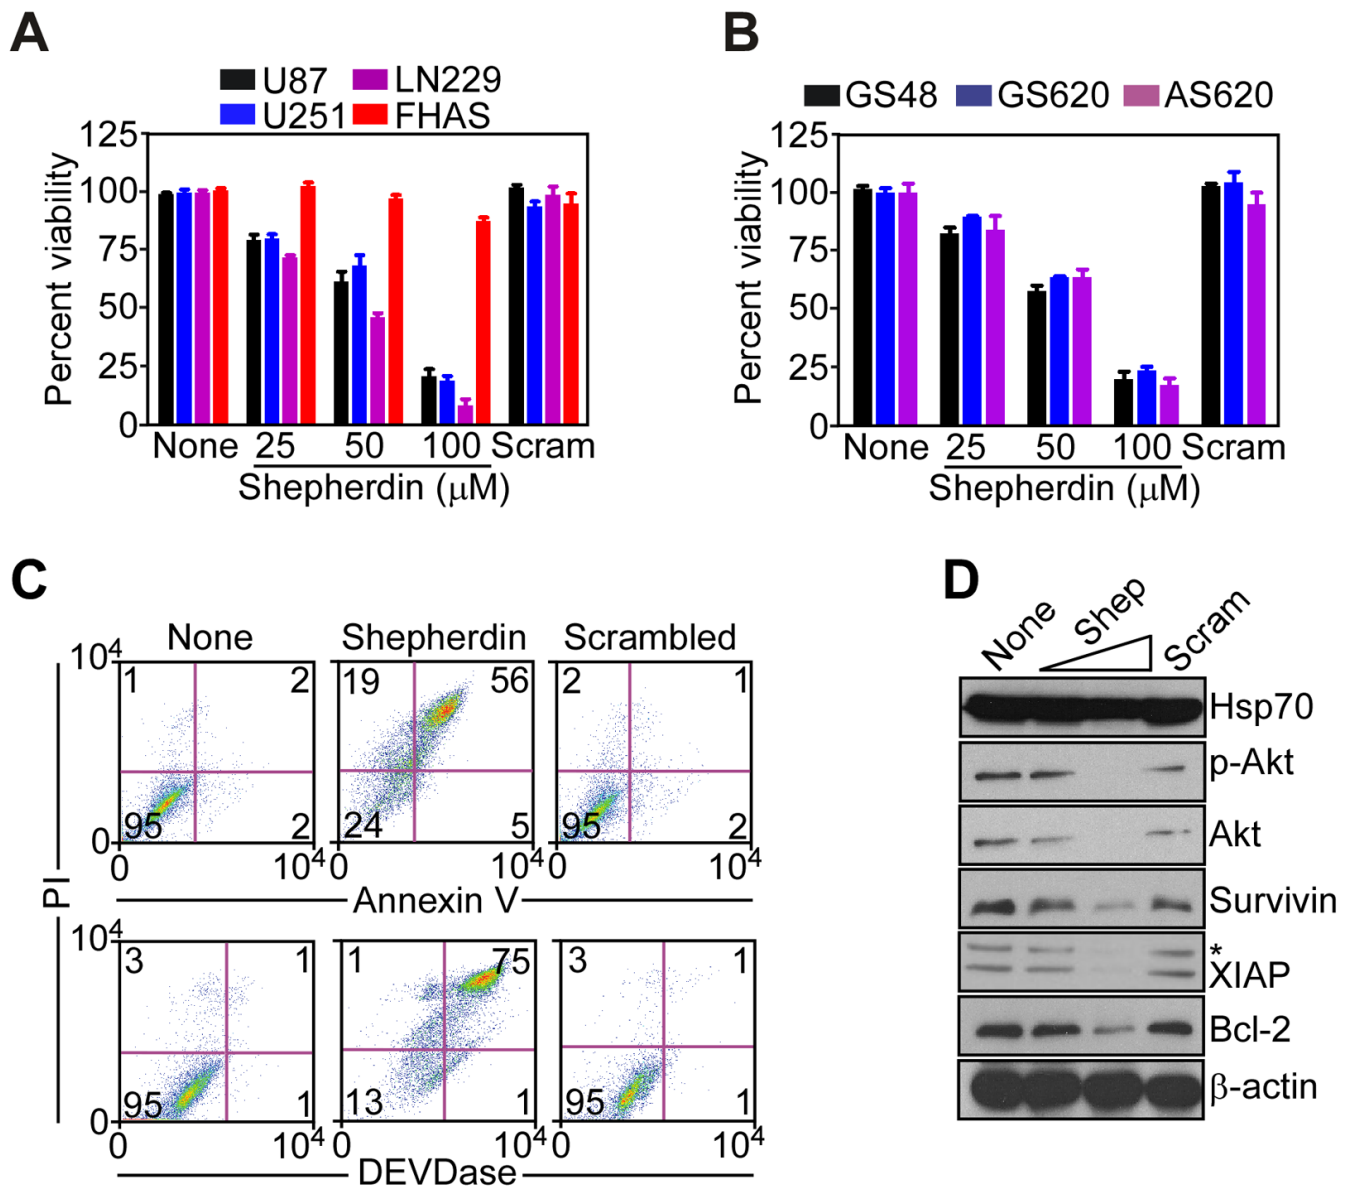 A
U87 LN229
U251 FHAS
Percent viability
125
100
75
50
25
0
None 25 50 100 Scram
Shepherdin (μM)
B
GS48 GS620 AS620
Percent viability
125
100
75
50
25
0
None 25 50 100 Scram
Shepherdin (μM)
C
None Shepherdin Scrambled
10⁴
1 2 19 56 2 1
95 2 24 5 95 2
0
0 10⁴ 0 10⁴ 0 10⁴
Annexin V
PI
10⁴
3 1 1 75 3 1
95 1 13 1 95 1
0
0 10⁴ 0 10⁴ 0 10⁴
DEVDase
D
None Shep Scram
Hsp70
p-Akt
Akt
Survivin
*
XIAP
Bcl-2
β-actin